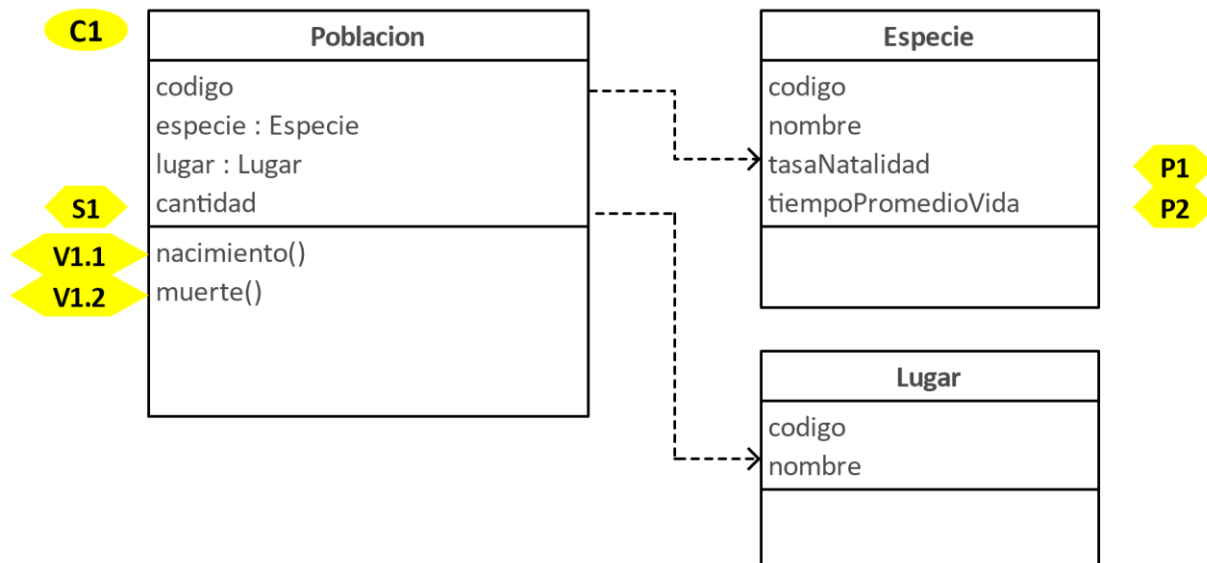 C1
Poblacion
codigo
especie : Especie
lugar : Lugar
S1
cantidad
V1.1
nacimiento()
V1.2
muerte()
Especie
codigo
nombre
tasaNatalidad
P1
tiempoPromedioVida
P2
Lugar
codigo
nombre